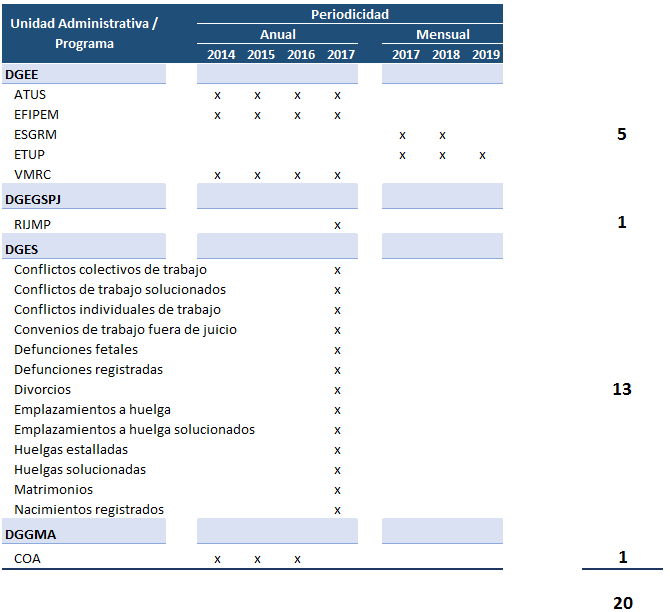 Unidad Administrativa / Programa Periodicidad
Anual Mensual
2014 2015 2016 2017 2017 2018 2019
DGEE
ATUS x x x x
EFIPEM x x x x
ESGRM x x 5
ETUP x x x
VMRC x x x x
DGEGSPJ
RIJMP x 1
DGES
Conflictos colectivos de trabajo x
Conflictos de trabajo solucionados x
Conflictos individuales de trabajo x
Convenios de trabajo fuera de juicio x
Defunciones fetales x
Defunciones registradas x
Divorcios x 13
Emplazamientos a huelga x
Emplazamientos a huelga solucionados x
Huelgas estalladas x
Huelgas solucionadas x
Matrimonios x
Nacimientos registrados x
DGGMA
COA x x x 1
20